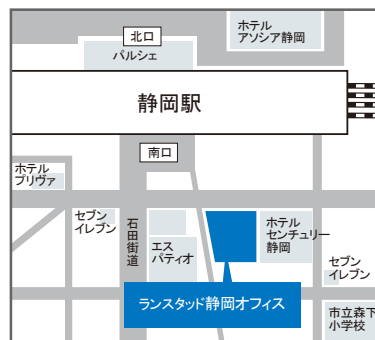 北口
ホテル
アソシア静岡
パルシェ
静岡駅
南口
ホテル
プリヴァ
セブン
イレブン
石田街道
エス
パティオ
ホテル
センチュリー
静岡
セブン
イレブン
ランスタッド静岡オフィス
市立森下
小学校